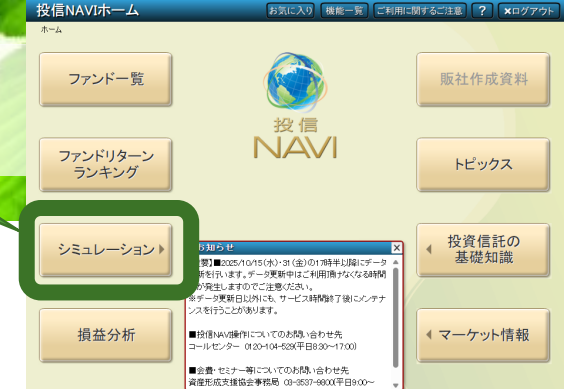 投信NAVIホーム
お気に入り 機能一覧 ご利用に関するご注意 ? ×ログアウト
ホーム
ファンド一覧
販社作成資料
投信
NAVI
ファンドリターン
ランキング
トピックス
シミュレーション
投資信託の
基礎知識
損益分析
マーケット情報
お知らせ ×
要】■2025/10/15(水)・31(金)の17時半以降にデータ
新を行います。データ更新中はご利用頂けなくなる時間
が発生しますのでご注意ください。
※データ更新日以外にも、サービス時間終了後にメンテナ
ンスを行うことがあります。
■投信NAVI操作についてのお問い合わせ先
コールセンター 0120-104-529(平日8:30～17:00)
■会費・セミナー等についてのお問い合わせ先
資産形成支援協会事務局 03-3537-9800(平日9:00～